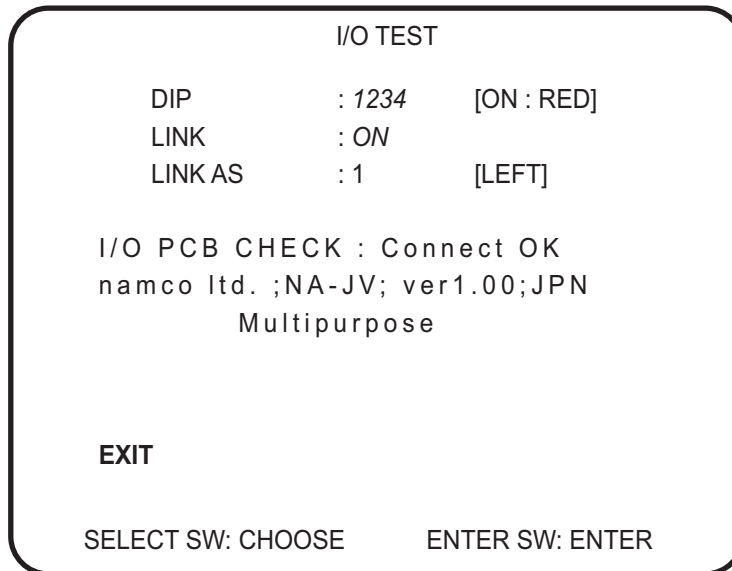 I/O TEST
DIP : 1234 [ON : RED]
LINK : ON
LINK AS : 1 [LEFT]
I/O PCB CHECK : Connect OK
namco ltd. ;NA-JV; ver1.00;JPN
Multipurpose
EXIT
SELECT SW: CHOOSE ENTER SW: ENTER